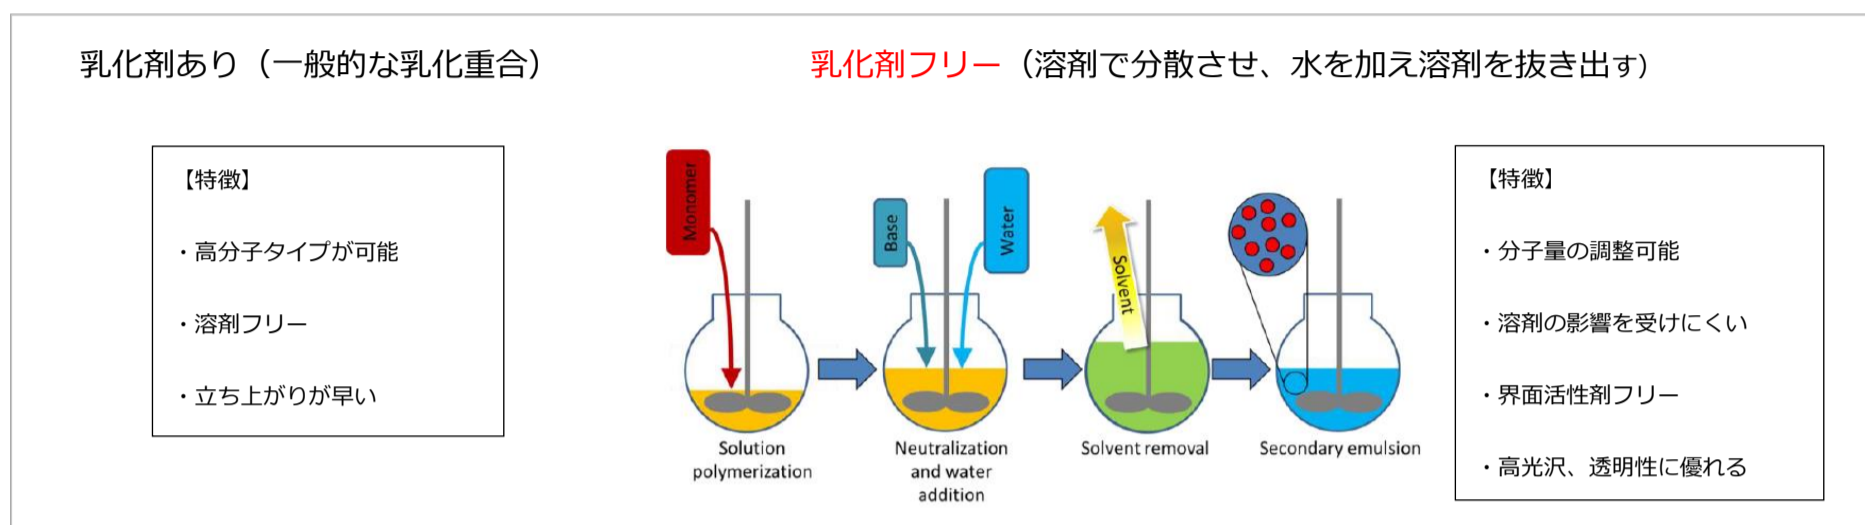 乳化剤あり（一般的な乳化重合）
乳化剤フリー（溶剤で分散させ、水を加え溶剤を抜き出す）
【特徴】
・高分子タイプが可能
・溶剤フリー
・立ち上がりが早い
Monomer
Base
Water
Solvent
Solution
polymerization
Neutralization
and water
addition
Solvent removal
Secondary emulsion
【特徴】
・分子量の調整可能
・溶剤の影響を受けにくい
・界面活性剤フリー
・高光沢、透明性に優れる